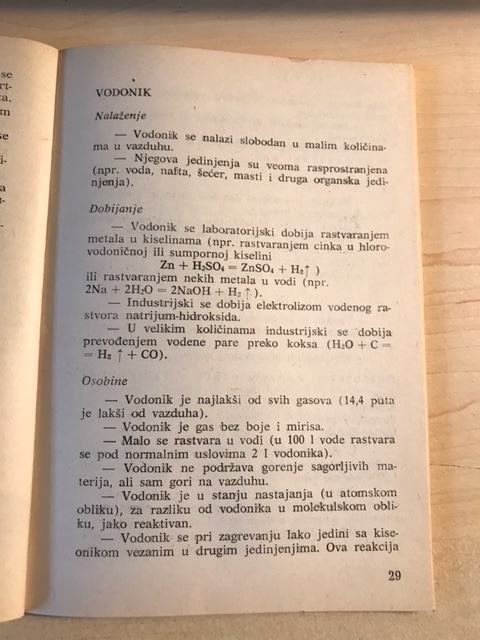 se
rt-
ta.
m
se
i-
a
-
-
VODONIK
Nalaženje
— Vodonik se nalazi slobodan u malim količina-
ma u vazduhu.
— Njegova jedinjenja su veoma rasprostranjena
(npr. voda, nafta, šećer, masti i druga organska jedi-
njenja).
Dobijanje
— Vodonik se laboratorijski dobija rastvaranjem
metala u kiselinama (npr. rastvaranjem cinka u hloro-
vodoničnoj ili sumpornoj kiselini
Zn + H₂SO₄ = ZnSO₄ + H₂↑ )
ili rastvaranjem nekih metala u vodi (npr.
2Na + 2H₂O = 2NaOH + H₂↑).
— Industrijski se dobija elektrolizom vodenog ra-
stvora natrijum-hidroksida.
— U velikim količinama industrijski se dobija
prevođenjem vodene pare preko koksa (H₂O + C =
= H₂ ↑ + CO).
Osobine
— Vodonik je najlakši od svih gasova (14,4 puta
je lakši od vazduha).
— Vodonik je gas bez boje i mirisa.
— Malo se rastvara u vodi (u 100 l vode rastvara
se pod normalnim uslovima 2 l vodonika).
— Vodonik ne podržava gorenje sagorljivih ma-
terija, ali sam gori na vazduhu.
— Vodonik je u stanju nastajanja (u atomskom
obliku), za razliku od vodonika u molekulskom obli-
ku, jako reaktivan.
— Vodonik se pri zagrevanju lako jedini sa kise-
onikom vezanim u drugim jedinjenjima. Ova reakcija
29